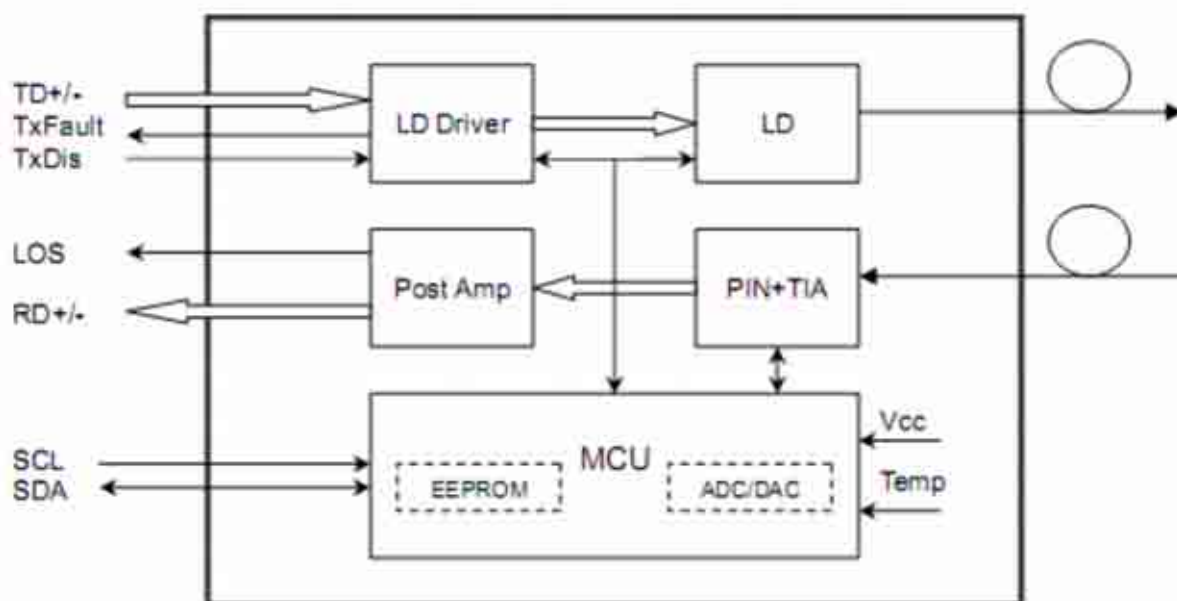 TD+/-
TxFault
TxDis
LD Driver
LD
LOS
RD+/-
Post Amp
PIN+TIA
SCL
SDA
MCU
EEPROM
ADC/DAC
Vcc
Temp